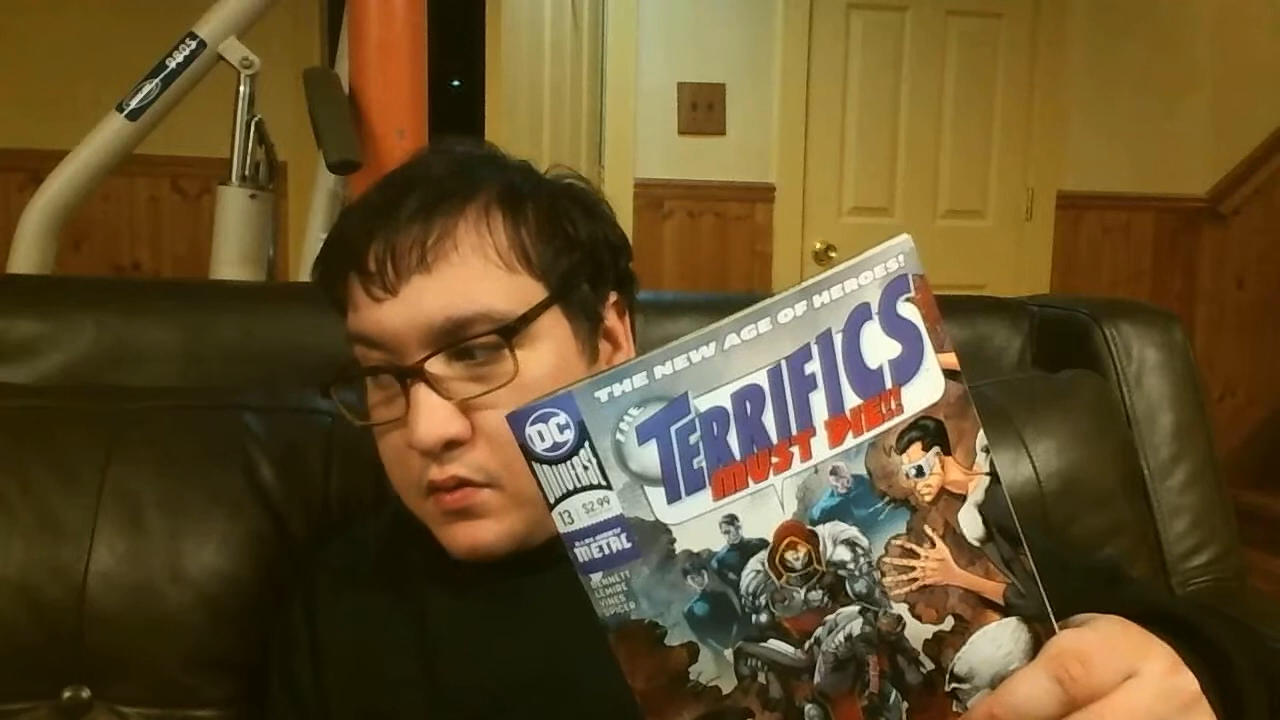 9805
THE NEW AGE OF HEROES!
THE
TERRIFICS
MUST DIE!!
DC
UNIVERSE
13 $2.99
METAL
BENNETT
LEMIRE
VINES
SPICER